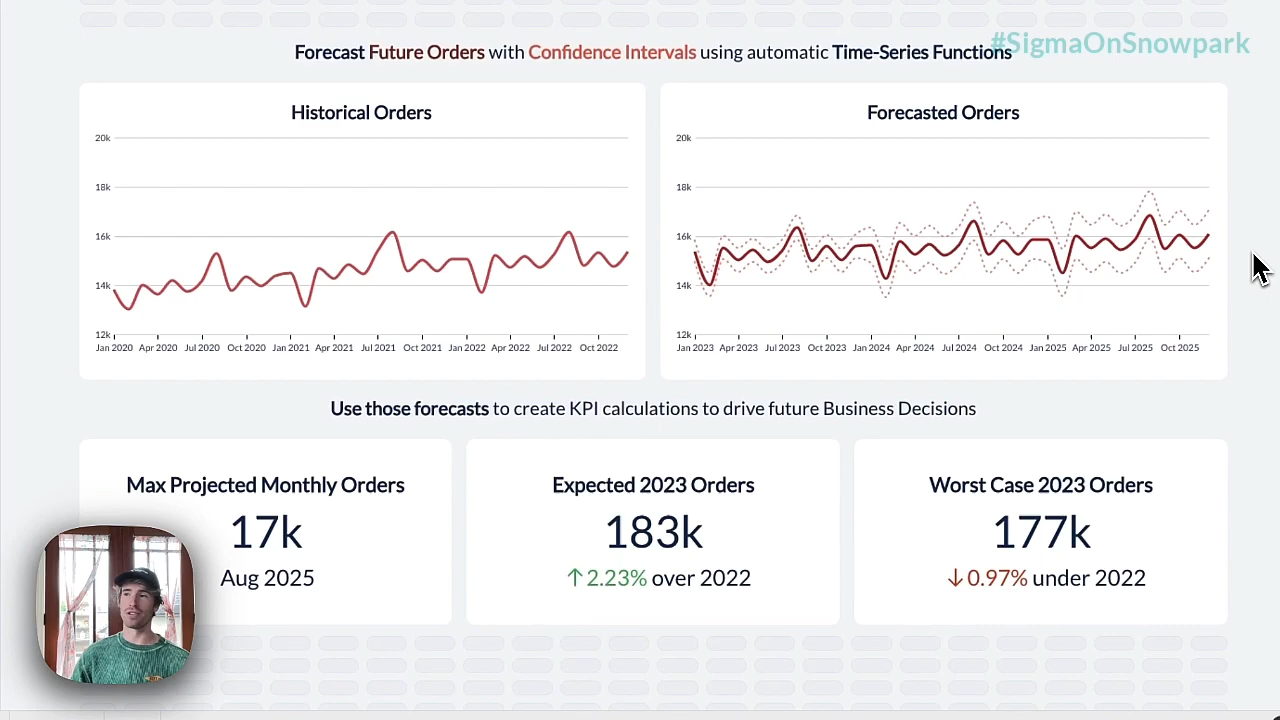 Forecast Future Orders with Confidence Intervals using automatic Time-Series Functions
#SigmaOnSnowpark
Historical Orders
20k
18k
16k
14k
12k
Jan 2020 Apr 2020 Jul 2020 Oct 2020 Jan 2021 Apr 2021 Jul 2021 Oct 2021 Jan 2022 Apr 2022 Jul 2022 Oct 2022
Forecasted Orders
20k
18k
16k
14k
12k
Jan 2023 Apr 2023 Jul 2023 Oct 2023 Jan 2024 Apr 2024 Jul 2024 Oct 2024 Jan 2025 Apr 2025 Jul 2025 Oct 2025
Use those forecasts to create KPI calculations to drive future Business Decisions
Max Projected Monthly Orders
17k
Aug 2025
Expected 2023 Orders
183k
↑2.23% over 2022
Worst Case 2023 Orders
177k
↓0.97% under 2022